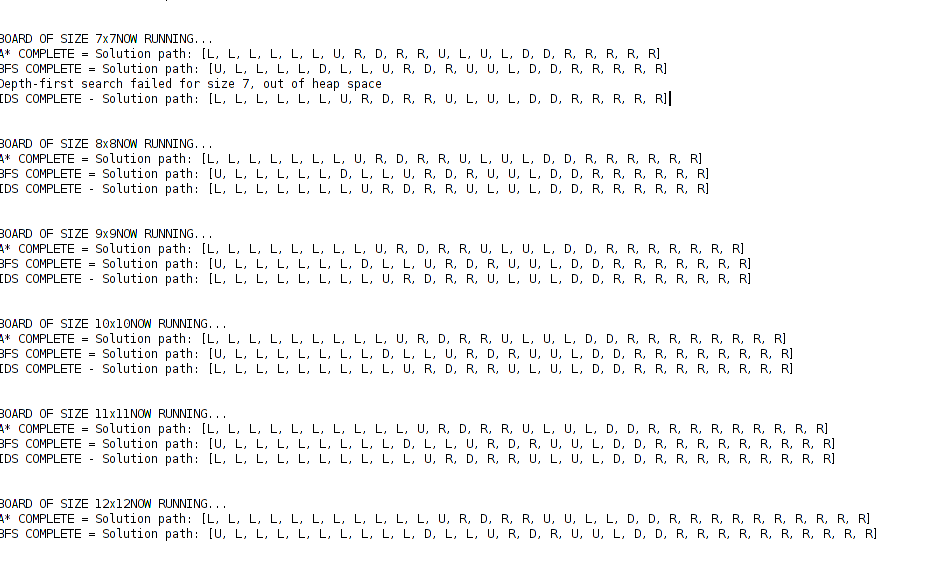 BOARD OF SIZE 7x7NOW RUNNING...
A* COMPLETE = Solution path: [L, L, L, L, L, L, U, R, D, R, R, U, L, U, L, D, D, R, R, R, R, R]
BFS COMPLETE = Solution path: [U, L, L, L, L, D, L, L, U, R, D, R, U, U, L, D, D, R, R, R, R, R]
Depth-first search failed for size 7, out of heap space
IDS COMPLETE - Solution path: [L, L, L, L, L, L, U, R, D, R, R, U, L, U, L, D, D, R, R, R, R, R]
BOARD OF SIZE 8x8NOW RUNNING...
A* COMPLETE = Solution path: [L, L, L, L, L, L, L, U, R, D, R, R, U, L, U, L, D, D, R, R, R, R, R, R]
BFS COMPLETE = Solution path: [U, L, L, L, L, L, D, L, L, U, R, D, R, U, U, L, D, D, R, R, R, R, R, R]
IDS COMPLETE - Solution path: [L, L, L, L, L, L, L, U, R, D, R, R, U, L, U, L, D, D, R, R, R, R, R, R]
BOARD OF SIZE 9x9NOW RUNNING...
A* COMPLETE = Solution path: [L, L, L, L, L, L, L, L, U, R, D, R, R, U, L, U, L, D, D, R, R, R, R, R, R, R]
BFS COMPLETE = Solution path: [U, L, L, L, L, L, L, D, L, L, U, R, D, R, U, U, L, D, D, R, R, R, R, R, R, R]
IDS COMPLETE - Solution path: [L, L, L, L, L, L, L, L, U, R, D, R, R, U, L, U, L, D, D, R, R, R, R, R, R, R]
BOARD OF SIZE 10x10NOW RUNNING...
A* COMPLETE = Solution path: [L, L, L, L, L, L, L, L, L, U, R, D, R, R, U, L, U, L, D, D, R, R, R, R, R, R, R, R]
BFS COMPLETE = Solution path: [U, L, L, L, L, L, L, L, D, L, L, U, R, D, R, U, U, L, D, D, R, R, R, R, R, R, R, R]
IDS COMPLETE - Solution path: [L, L, L, L, L, L, L, L, L, U, R, D, R, R, U, L, U, L, D, D, R, R, R, R, R, R, R, R]
BOARD OF SIZE 11x11NOW RUNNING...
A* COMPLETE = Solution path: [L, L, L, L, L, L, L, L, L, L, U, R, D, R, R, U, L, U, L, D, D, R, R, R, R, R, R, R, R, R]
BFS COMPLETE = Solution path: [U, L, L, L, L, L, L, L, L, D, L, L, U, R, D, R, U, U, L, D, D, R, R, R, R, R, R, R, R, R]
IDS COMPLETE - Solution path: [L, L, L, L, L, L, L, L, L, L, U, R, D, R, R, U, L, U, L, D, D, R, R, R, R, R, R, R, R, R]
BOARD OF SIZE 12x12NOW RUNNING...
A* COMPLETE = Solution path: [L, L, L, L, L, L, L, L, L, L, L, U, R, D, R, R, U, U, L, L, D, D, R, R, R, R, R, R, R, R, R, R]
BFS COMPLETE = Solution path: [U, L, L, L, L, L, L, L, L, L, D, L, L, U, R, D, R, U, U, L, D, D, R, R, R, R, R, R, R, R, R, R]